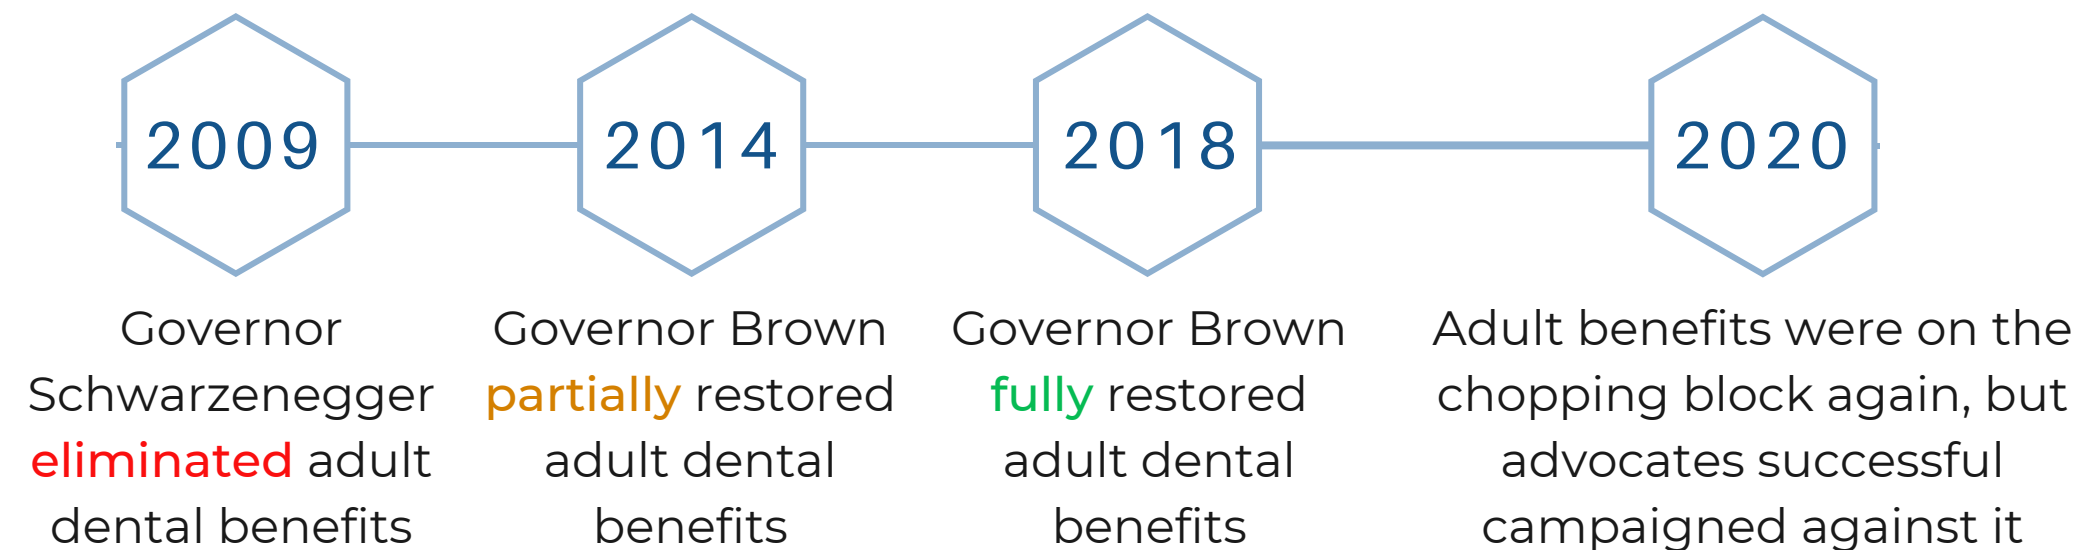 2009
Governor
Schwarzenegger
eliminated adult
dental benefits
2014
Governor Brown
partially restored
adult dental
benefits
2018
Governor Brown
fully restored
adult dental
benefits
2020
Adult benefits were on the
chopping block again, but
advocates successful
campaigned against it